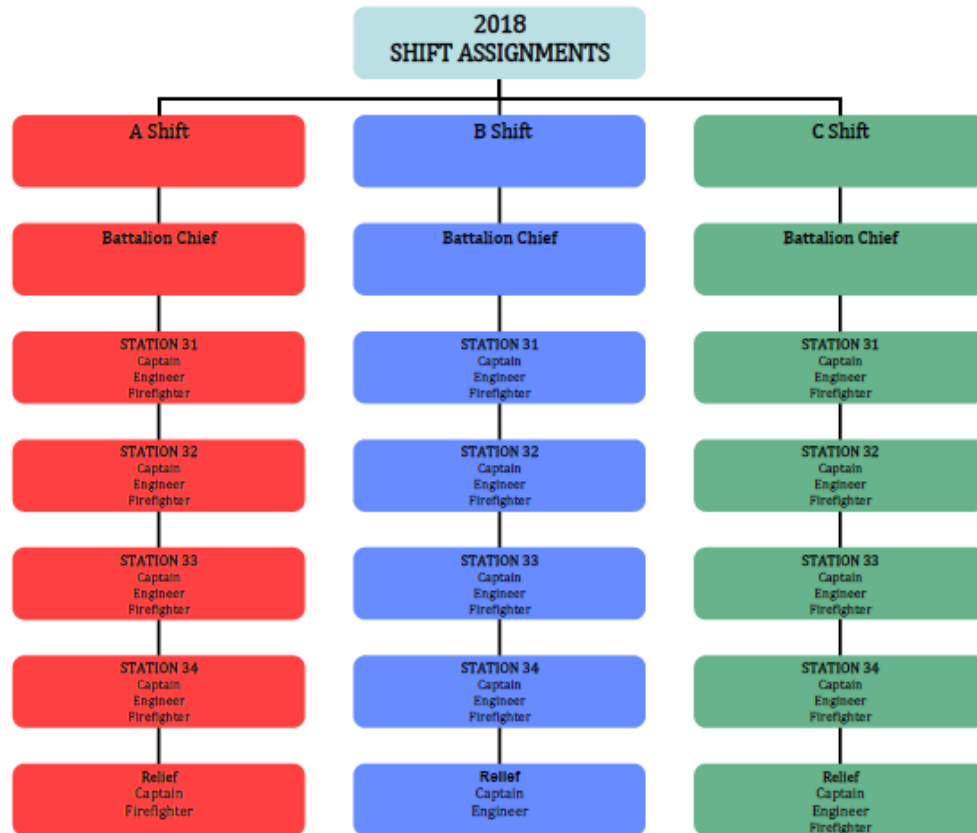 2018
SHIFT ASSIGNMENTS
A Shift
Battalion Chief
STATION 31
Captain
Engineer
Firefighter
STATION 32
Captain
Engineer
Firefighter
STATION 33
Captain
Engineer
Firefighter
STATION 34
Captain
Engineer
Firefighter
Relief
Captain
Firefighter
B Shift
Battalion Chief
STATION 31
Captain
Engineer
Firefighter
STATION 32
Captain
Engineer
Firefighter
STATION 33
Captain
Engineer
Firefighter
STATION 34
Captain
Engineer
Firefighter
Relief
Captain
Engineer
C Shift
Battalion Chief
STATION 31
Captain
Engineer
Firefighter
STATION 32
Captain
Engineer
Firefighter
STATION 33
Captain
Engineer
Firefighter
STATION 34
Captain
Engineer
Firefighter
Relief
Captain
Engineer
Firefighter